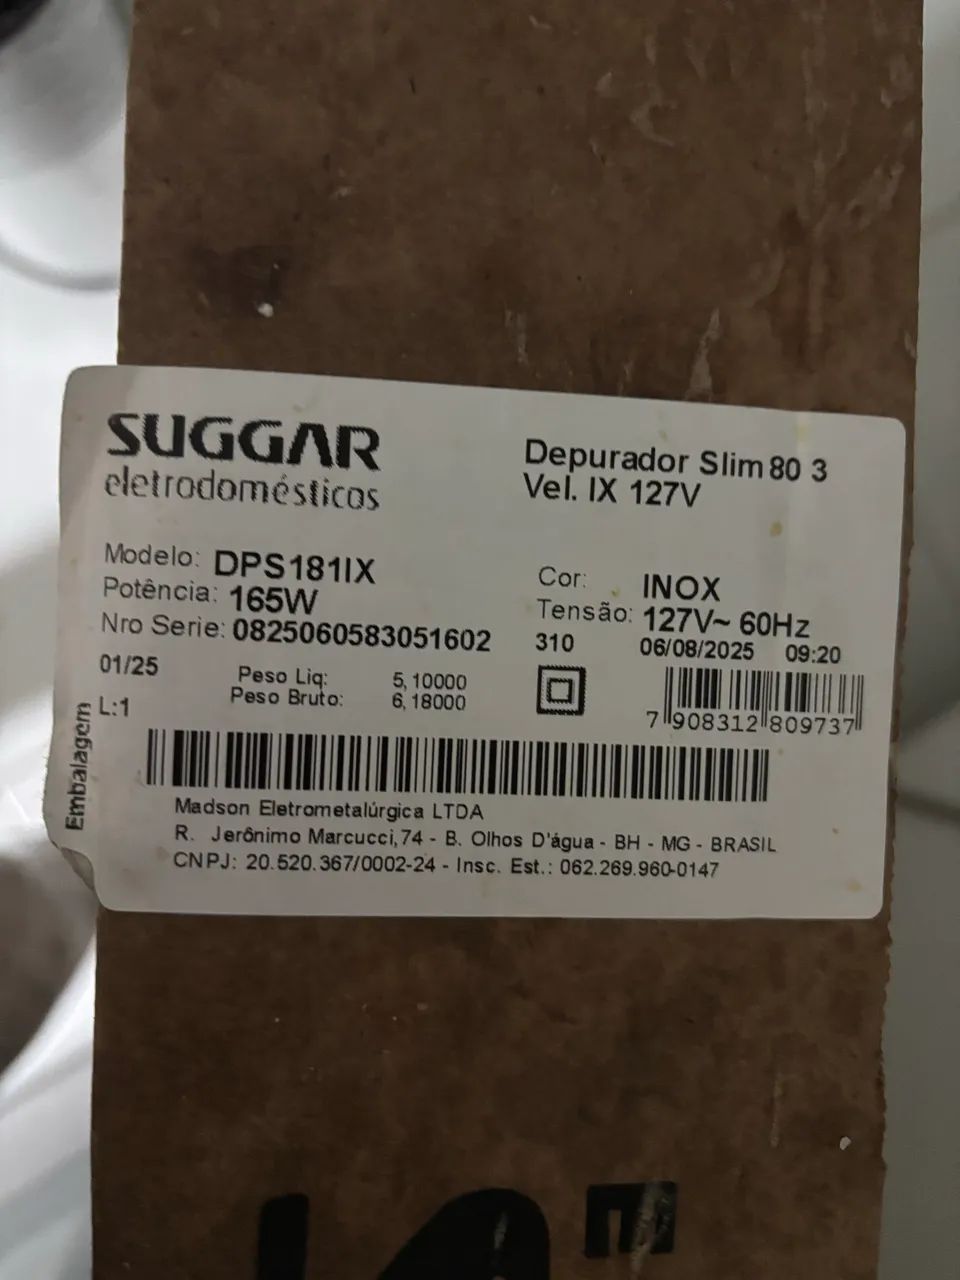 SUGGAR
eletrodomésticos
Depurador Slim 80 3
Vel. IX 127V
Modelo: DPS181IX
Potência: 165W
Nro Serie: 0825060583051602
Cor: INOX
Tensão: 127V~ 60Hz
310 06/08/2025 09:20
01/25
L:1
Peso Liq: 5,10000
Peso Bruto: 6,18000
7 908312 809737
Embalagem
Madson Eletrometalúrgica LTDA
R. Jerônimo Marcucci,74 - B. Olhos D'água - BH - MG - BRASIL
CNPJ: 20.520.367/0002-24 - Insc. Est.: 062.269.960-0147